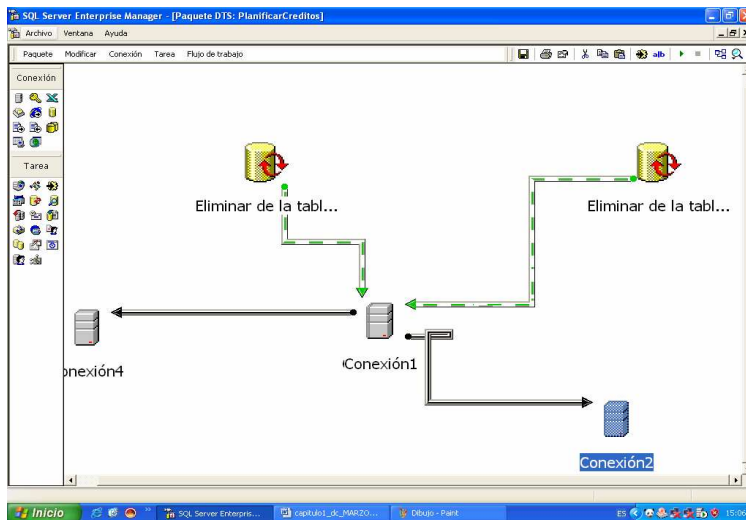 SQL Server Enterprise Manager - [Paquete DTS: PlanificarCreditos]
Archivo Ventana Ayuda
Paquete Modificar Conexión Tarea Flujo de trabajo
Conexión
Tarea
Eliminar de la tabl...
Eliminar de la tabl...
Conexión1
onexión4
Conexión2
Inicio
SQL Server Enterpris...
capitulo1_dc_MARZO...
Dibujo - Paint
ES
15:06